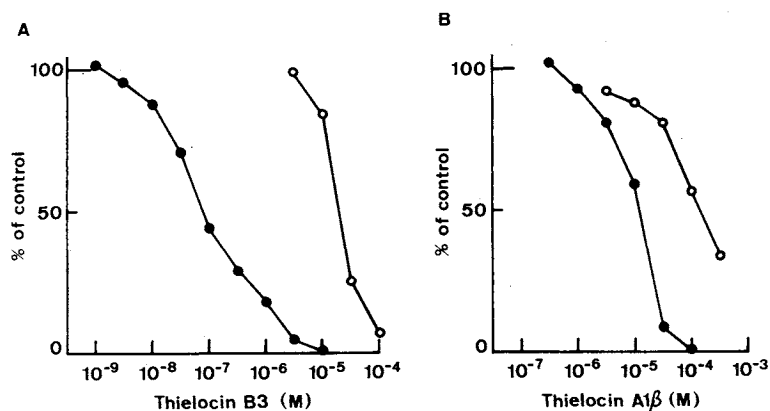 A
% of control
100
50
0
10⁻⁹ 10⁻⁸ 10⁻⁷ 10⁻⁶ 10⁻⁵ 10⁻⁴
Thielocin B3 (M)
B
% of control
100
50
0
10⁻⁷ 10⁻⁶ 10⁻⁵ 10⁻⁴ 10⁻³
Thielocin A1β (M)